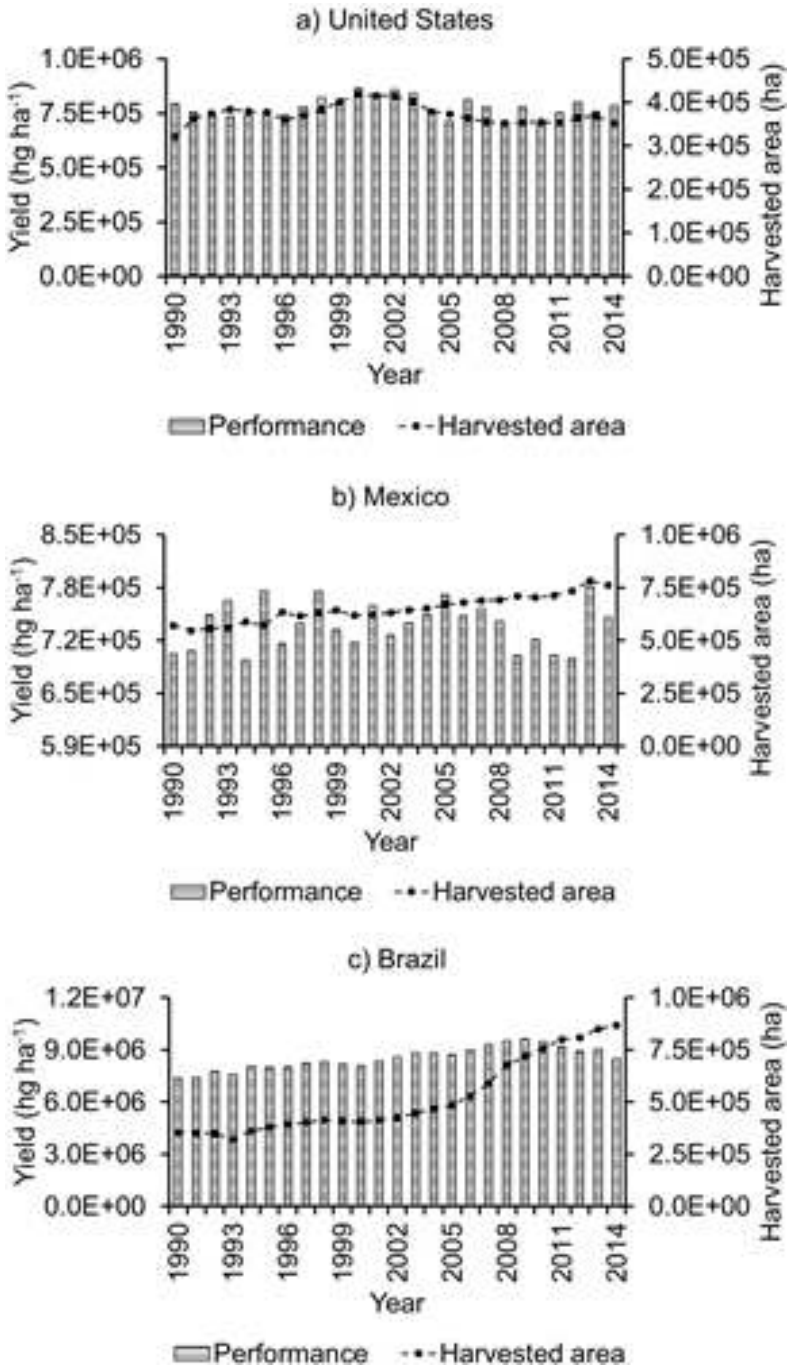 a) United States
1.0E+06
7.5E+05
5.0E+05
2.5E+05
0.0E+00
Yield (hg ha⁻¹)
5.0E+05
4.0E+05
3.0E+05
2.0E+05
1.0E+05
0.0E+00
Harvested area (ha)
1990 1993 1996 1999 2002 2005 2008 2011 2014
Year
Performance Harvested area
b) Mexico
8.5E+05
7.8E+05
7.2E+05
6.5E+05
5.9E+05
Yield (hg ha⁻¹)
1.0E+06
7.5E+05
5.0E+05
2.5E+05
0.0E+00
Harvested area (ha)
1990 1993 1996 1999 2002 2005 2008 2011 2014
Year
Performance Harvested area
c) Brazil
1.2E+07
9.0E+06
6.0E+06
3.0E+06
0.0E+00
Yield (hg ha⁻¹)
1.0E+06
7.5E+05
5.0E+05
2.5E+05
0.0E+00
Harvested area (ha)
1990 1993 1996 1999 2002 2005 2008 2011 2014
Year
Performance Harvested area